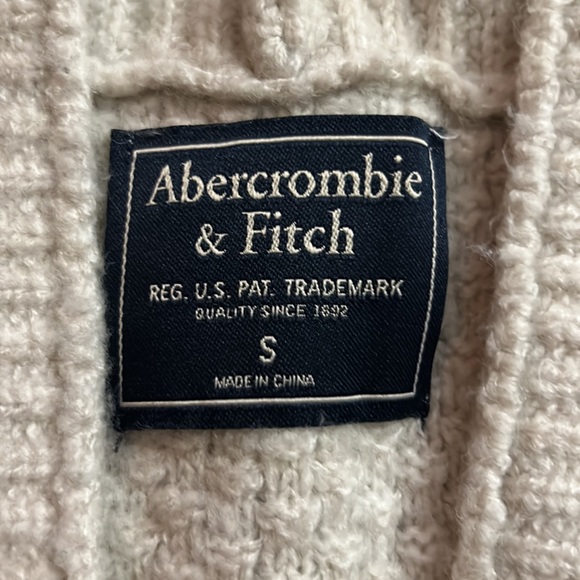 Abercrombie
& Fitch
REG. U.S. PAT. TRADEMARK
QUALITY SINCE 1892
S
MADE IN CHINA